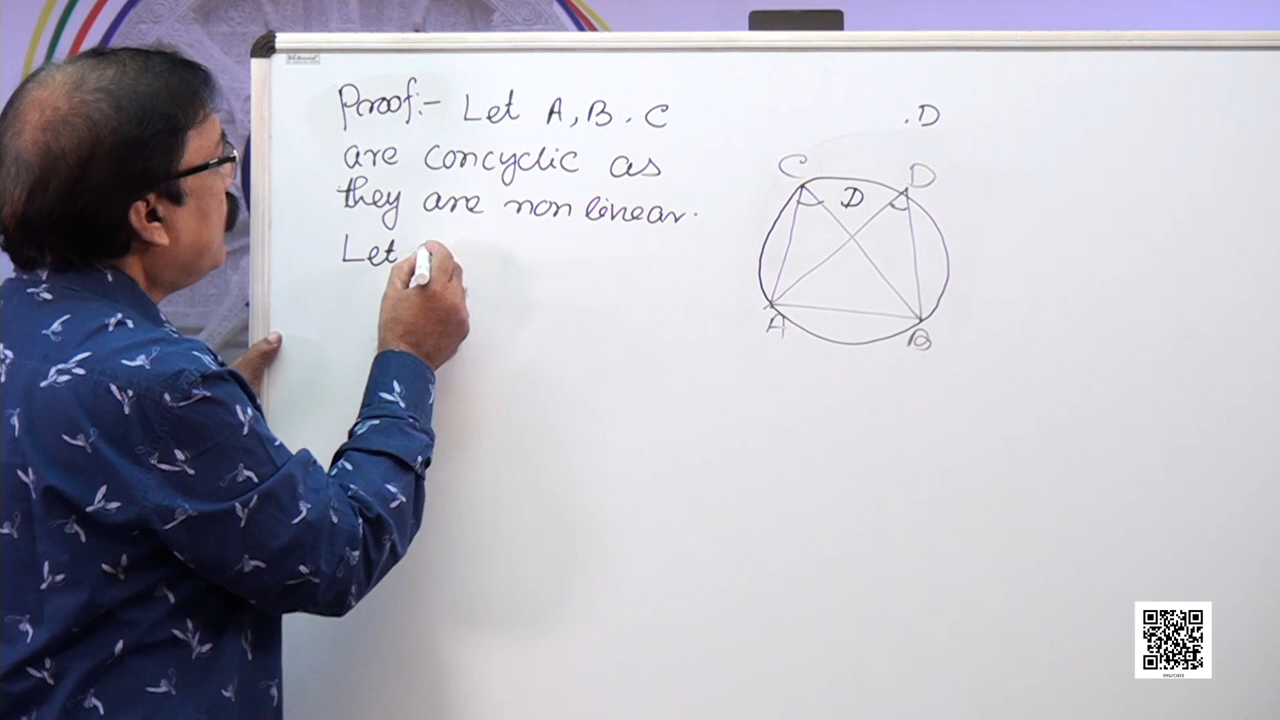 Proof:- Let A, B, C
are concyclic as
they are non linear.
Let
.D
C
D
D
A
B